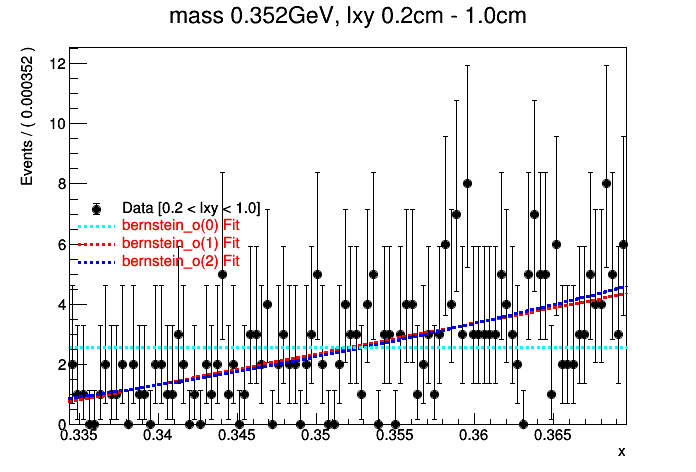 mass 0.352GeV, lxy 0.2cm - 1.0cm
Events / ( 0.000352 )
12
10
8
6
4
2
0
Data [0.2 < lxy < 1.0]
bernstein_o(0) Fit
bernstein_o(1) Fit
bernstein_o(2) Fit
0.335 0.34 0.345 0.35 0.355 0.36 0.365
x